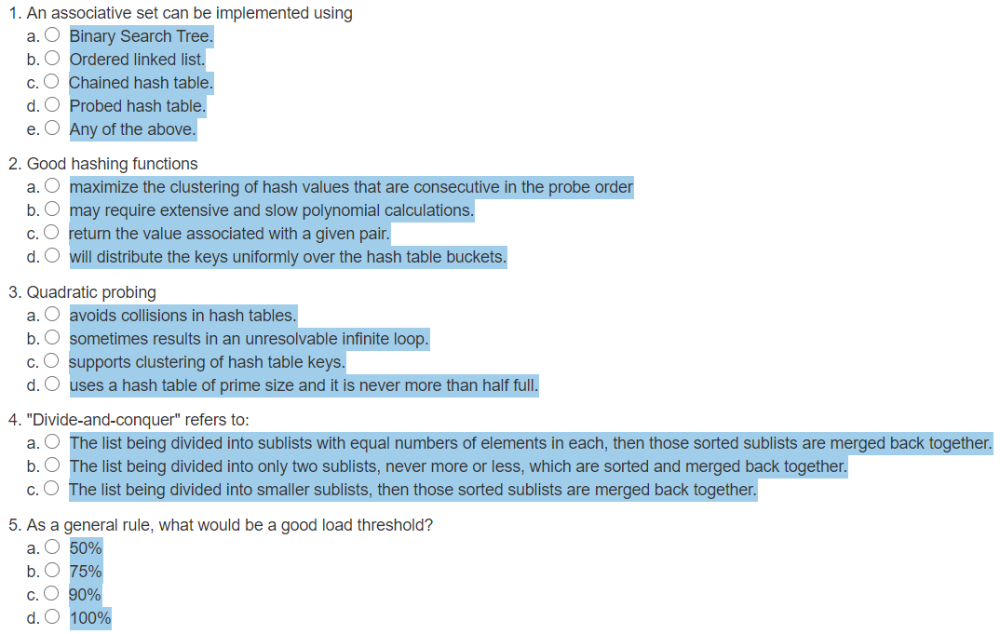 1. An associative set can be implemented using
a. Binary Search Tree.
b. Ordered linked list.
c. Chained hash table.
d. Probed hash table.
e. Any of the above.
2. Good hashing functions
a. maximize the clustering of hash values that are consecutive in the probe order
b. may require extensive and slow polynomial calculations.
c. return the value associated with a given pair.
d. will distribute the keys uniformly over the hash table buckets.
3. Quadratic probing
a. avoids collisions in hash tables.
b. sometimes results in an unresolvable infinite loop.
c. supports clustering of hash table keys.
d. uses a hash table of prime size and it is never more than half full.
4. "Divide-and-conquer" refers to:
a. The list being divided into sublists with equal numbers of elements in each, then those sorted sublists are merged back together.
b. The list being divided into only two sublists, never more or less, which are sorted and merged back together.
c. The list being divided into smaller sublists, then those sorted sublists are merged back together.
5. As a general rule, what would be a good load threshold?
a. 50%
b. 75%
c. 90%
d. 100%